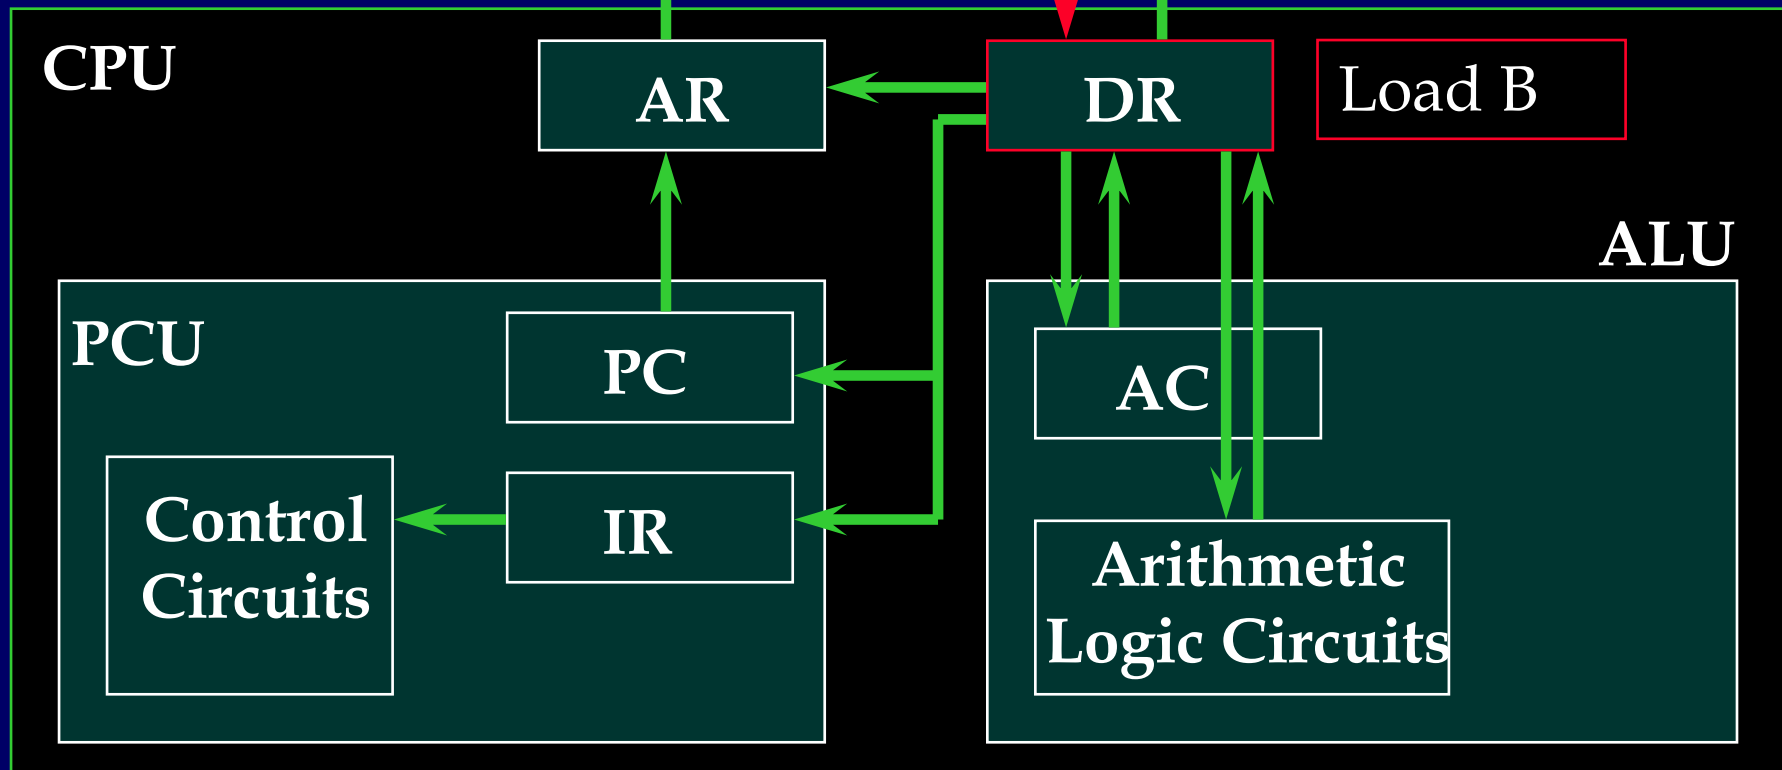 CPU
AR
DR
Load B
ALU
PCU
PC
AC
Control
Circuits
IR
Arithmetic
Logic Circuits